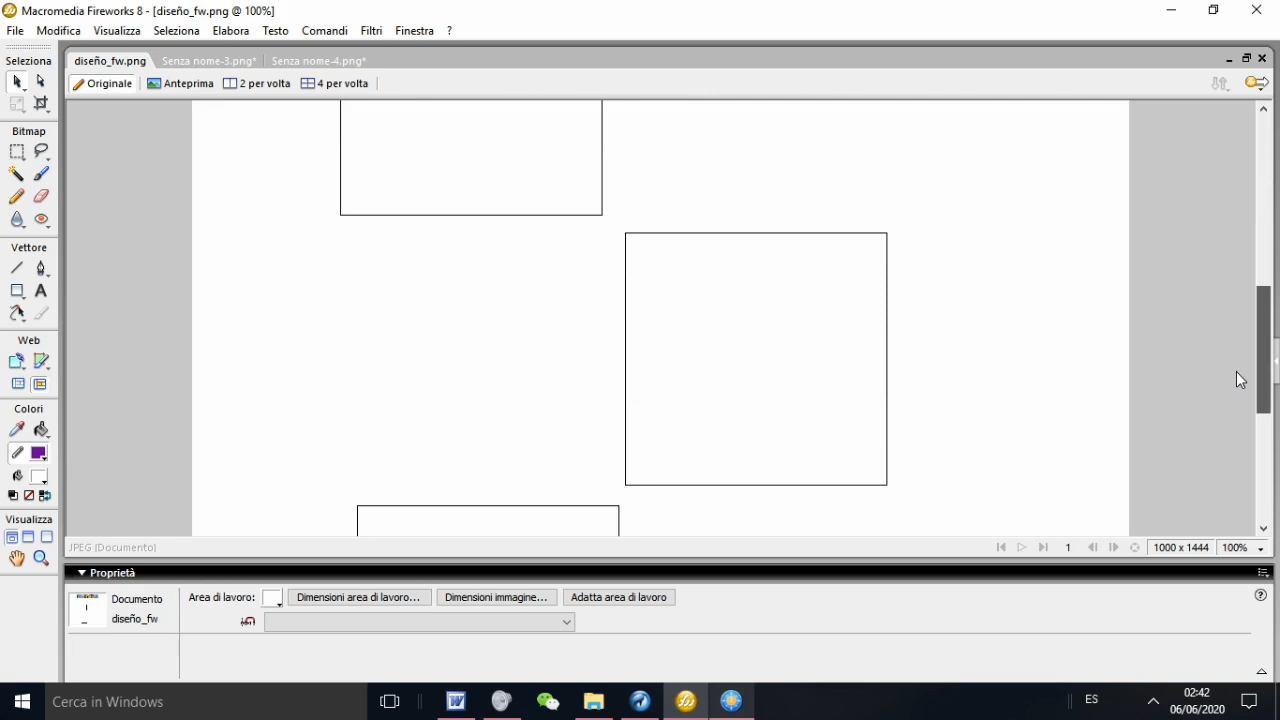 Macromedia Fireworks 8 - [diseño_fw.png @ 100%]
File Modifica Visualizza Seleziona Elabora Testo Comandi Filtri Finestra ?
Seleziona
diseño_fw.png Senza nome-3.png* Senza nome-4.png*
Originale Anteprima 2 per volta 4 per volta
Bitmap
Vettore
A
Web
Colori
Visualizza
JPEG (Documento) 1 1000 x 1444 100%
Proprietà
Documento
diseño_fw
Area di lavoro: Dimensioni area di lavoro... Dimensioni immagine... Adatta area di lavoro
Cerca in Windows
ES
02:42
06/06/2020